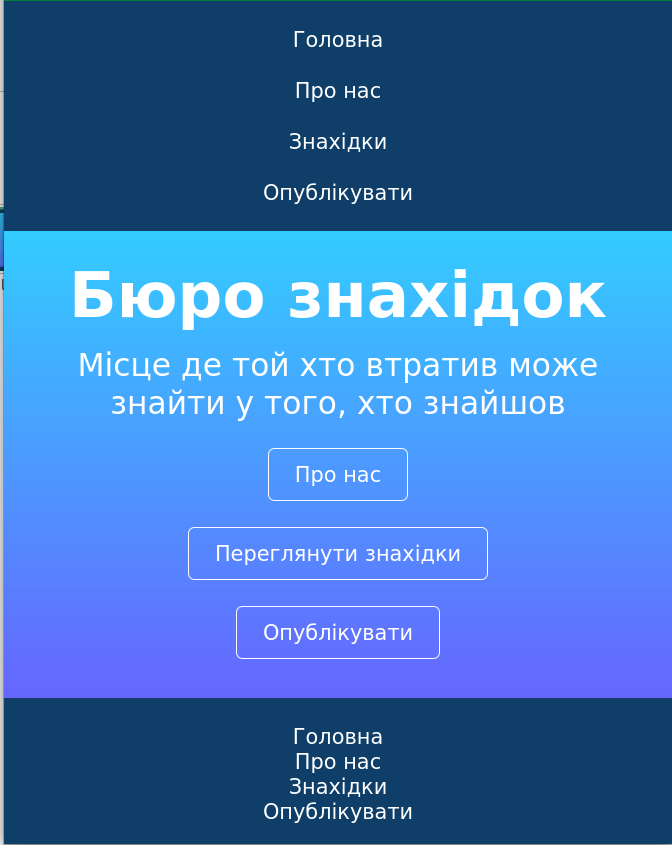 Головна
Про нас
Знахідки
Опублікувати
Бюро знахідок
Місце де той хто втратив може
знайти у того, хто знайшов
Про нас
Переглянути знахідки
Опублікувати
Головна
Про нас
Знахідки
Опублікувати